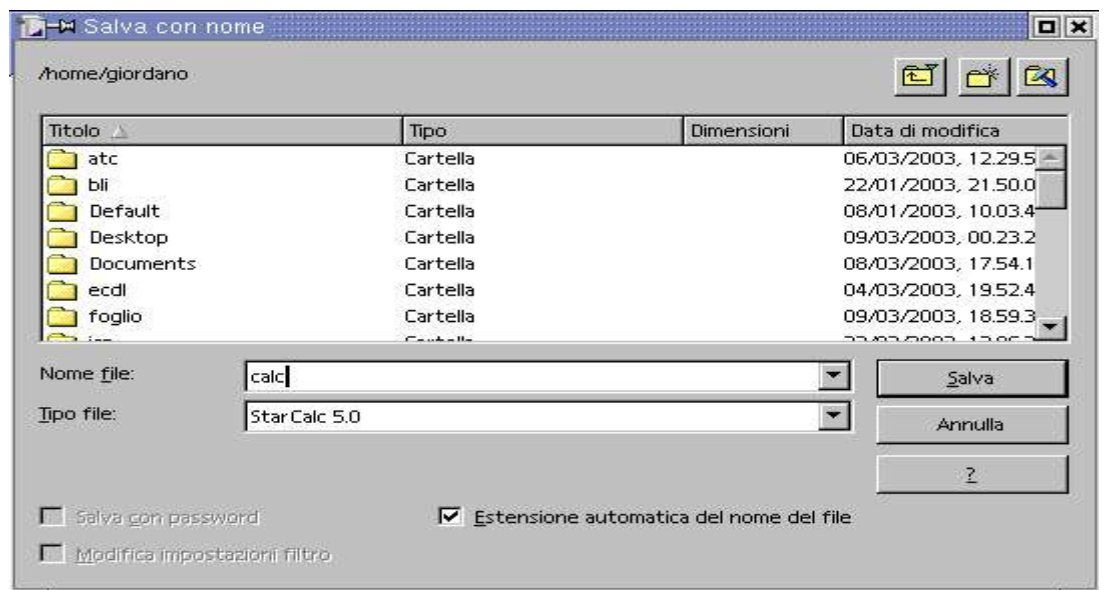 Salva con nome
/home/giordano
Titolo Tipo Dimensioni Data di modifica
atc Cartella 06/03/2003, 12.29.5
bli Cartella 22/01/2003, 21.50.0
Default Cartella 08/01/2003, 10.03.4
Desktop Cartella 09/03/2003, 00.23.2
Documents Cartella 08/03/2003, 17.54.1
ecdl Cartella 04/03/2003, 19.52.4
foglio Cartella 09/03/2003, 18.59.3
Nome file: calc Salva
Tipo file: StarCalc 5.0 Annulla
?
Salva con password Estensione automatica del nome del file
Modifica impostazioni filtro